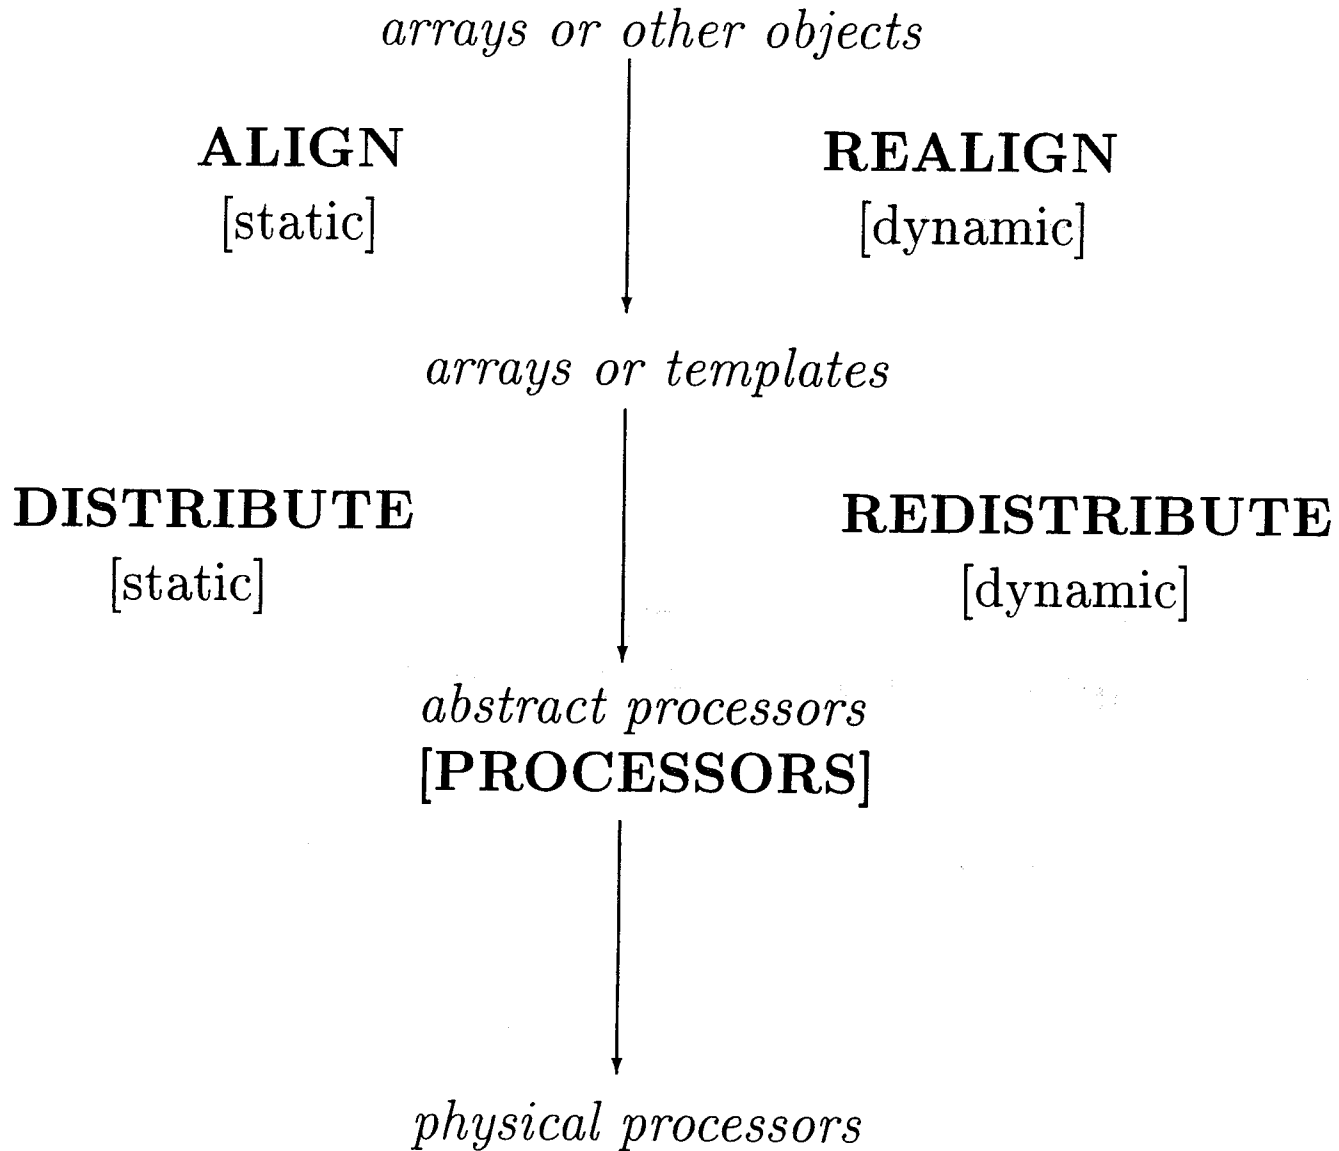 arrays or other objects
ALIGN
REALIGN
[static]
[dynamic]
arrays or templates
DISTRIBUTE
REDISTRIBUTE
[static]
[dynamic]
abstract processors
[PROCESSORS]
physical processors